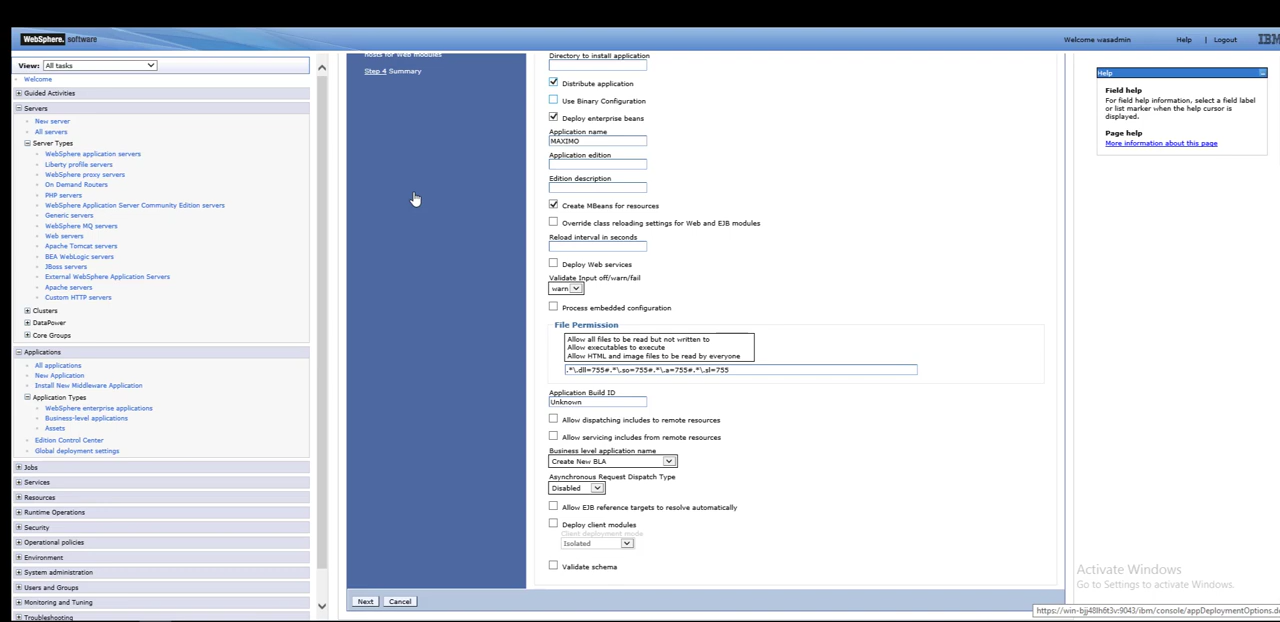 WebSphere. software
Welcome wasadmin
Help
Logout
IBM
View: All tasks
Welcome
Guided Activities
Servers
New server
All servers
Server Types
WebSphere application servers
Liberty profile servers
WebSphere proxy servers
On Demand Routers
PHP servers
WebSphere Application Server Community Edition servers
Generic servers
WebSphere MQ servers
Web servers
Apache Tomcat servers
BEA WebLogic servers
JBoss servers
External WebSphere Application Servers
Apache servers
Custom HTTP servers
Clusters
DataPower
Core Groups
Applications
All applications
New Application
Install New Middleware Application
Application Types
WebSphere enterprise applications
Business-level applications
Assets
Edition Control Center
Global deployment settings
Jobs
Services
Resources
Runtime Operations
Security
Operational policies
Environment
System administration
Users and Groups
Monitoring and Tuning
Troubleshooting
hosts for Web modules
Step 4 Summary
Directory to install application
Distribute application
Use Binary Configuration
Deploy enterprise beans
Application name
MAXIMO
Application edition
Edition description
Create MBeans for resources
Override class reloading settings for Web and EJB modules
Reload interval in seconds
Deploy Web services
Validate Input off/warn/fail
warn
Process embedded configuration
File Permission
Allow all files to be read but not written to
Allow executables to execute
Allow HTML and image files to be read by everyone
.*\.dll=755#.*\.so=755#.*\.a=755#.*\.sl=755
Application Build ID
Unknown
Allow dispatching includes to remote resources
Allow servicing includes from remote resources
Business level application name
Create New BLA
Asynchronous Request Dispatch Type
Disabled
Allow EJB reference targets to resolve automatically
Deploy client modules
Client deployment mode
Isolated
Validate schema
Next
Cancel
Help
Field help
For field help information, select a field label
or list marker when the help cursor is
displayed.
Page help
More information about this page
Activate Windows
Go to Settings to activate Windows.
https://win-bjj48lh6t3v:9043/ibm/console/appDeploymentOptions.d